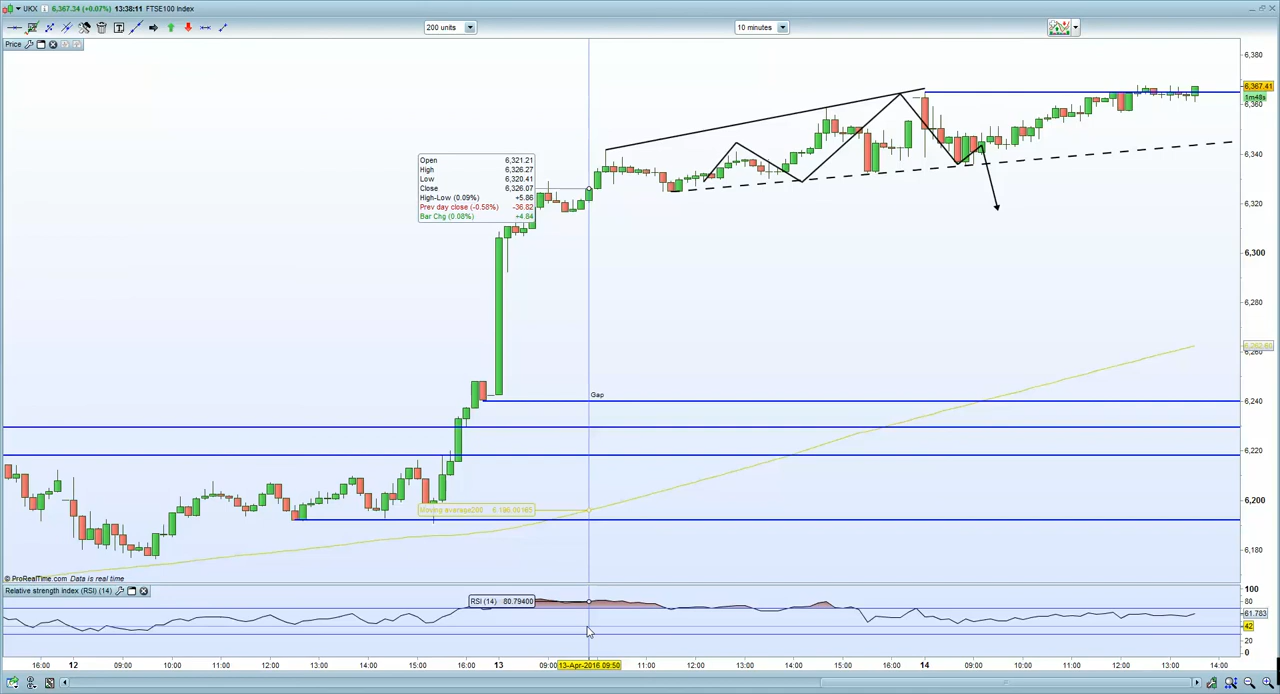 UKX 6,367.34 (+0.07%) 13:38:11 FTSE100 Index
200 units
10 minutes
Price
6,380
6,367.41
1m48s
6,360
6,340
6,320
6,300
6,280
6,262.60
6,260
6,240
6,220
6,200
6,180
Open 6,321.21
High 6,326.27
Low 6,320.41
Close 6,326.07
High-Low (0.09%) +5.86
Prev day close (-0.58%) -36.82
Bar Chg (0.08%) +4.84
Gap
Moving average200
© ProRealTime.com Data is real time
Relative strength index (RSI) (14)
RSI (14) 80.79400
100
80
61.783
42
20
0
16:00 12 09:00 10:00 11:00 12:00 13:00 14:00 15:00 16:00 13 09:00 13-Apr-2016 09:50 11:00 12:00 13:00 14:00 15:00 16:00 14 09:00 10:00 11:00 12:00 13:00 14:00